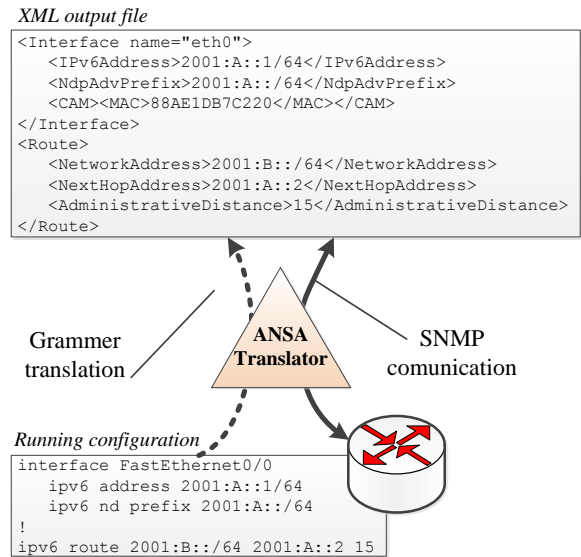 XML output file
<Interface name="eth0">
   <IPv6Address>2001:A::1/64</IPv6Address>
   <NdpAdvPrefix>2001:A::/64</NdpAdvPrefix>
   <CAM><MAC>88AE1DB7C220</MAC></CAM>
</Interface>
<Route>
   <NetworkAddress>2001:B::/64</NetworkAddress>
   <NextHopAddress>2001:A::2</NextHopAddress>
   <AdministrativeDistance>15</AdministrativeDistance>
</Route>
Grammer
translation
ANSA
Translator
SNMP
comunication
Running configuration
interface FastEthernet0/0
   ipv6 address 2001:A::1/64
   ipv6 nd prefix 2001:A::/64
!
ipv6 route 2001:B::/64 2001:A::2 15